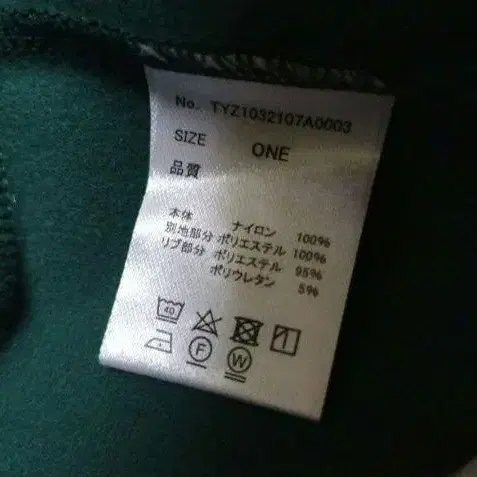 No. TYZ1032107A0003
SIZE ONE
品質
本体 ナイロン 100%
別地部分 ポリエステル 100%
リブ部分 ポリエステル 95%
ポリウレタン 5%
40
F W